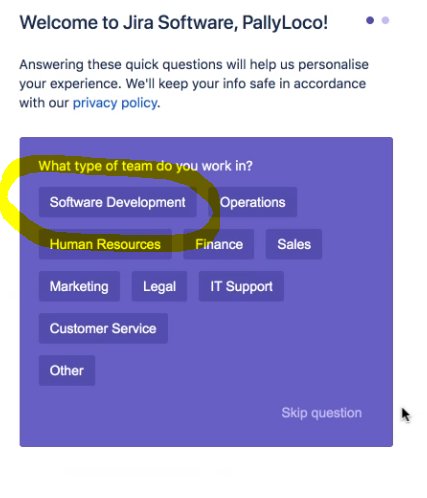 Welcome to Jira Software, PallyLoco!
Answering these quick questions will help us personalise
your experience. We'll keep your info safe in accordance
with our privacy policy.
What type of team do you work in?
Software Development Operations
Human Resources Finance Sales
Marketing Legal IT Support
Customer Service
Other
Skip question